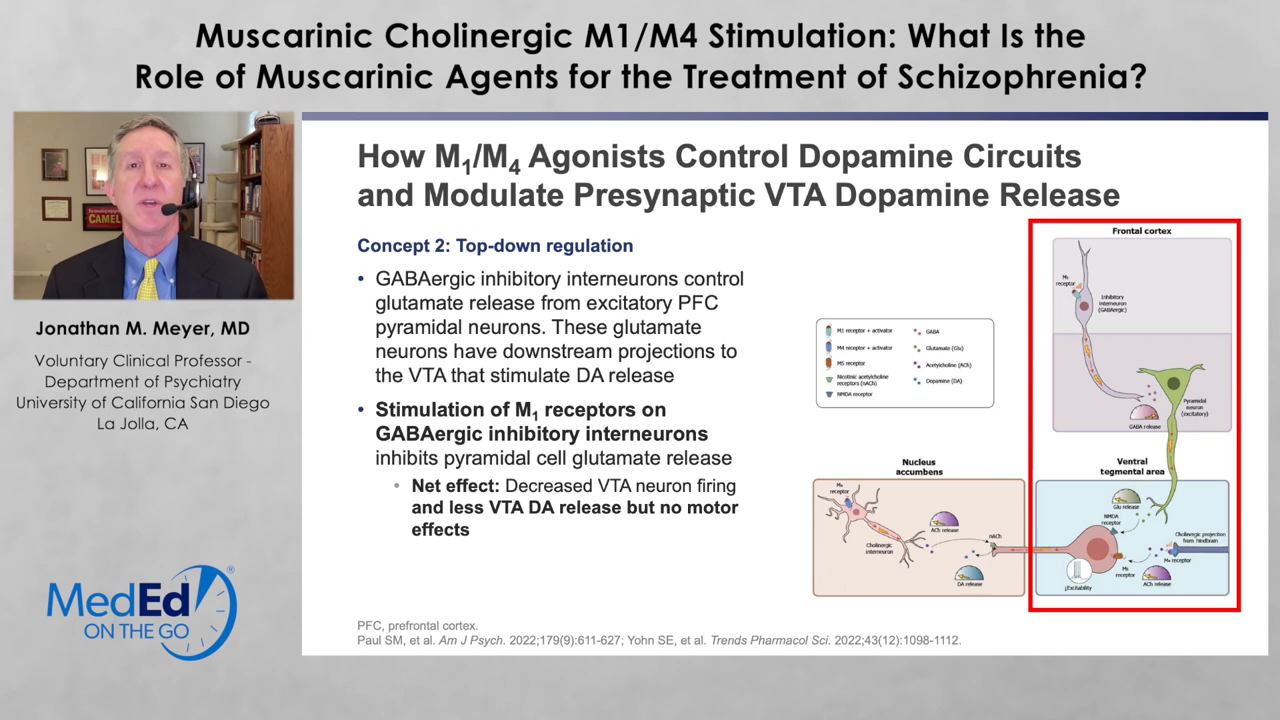 Muscarinic Cholinergic M1/M4 Stimulation: What Is the
Role of Muscarinic Agents for the Treatment of Schizophrenia?
CAMEL
Jonathan M. Meyer, MD
Voluntary Clinical Professor -
Department of Psychiatry
University of California San Diego
La Jolla, CA
MedEd®
ON THE GO
How M1/M4 Agonists Control Dopamine Circuits
and Modulate Presynaptic VTA Dopamine Release
Concept 2: Top-down regulation
• GABAergic inhibitory interneurons control
glutamate release from excitatory PFC
pyramidal neurons. These glutamate
neurons have downstream projections to
the VTA that stimulate DA release
• Stimulation of M1 receptors on
GABAergic inhibitory interneurons
inhibits pyramidal cell glutamate release
• Net effect: Decreased VTA neuron firing
and less VTA DA release but no motor
effects
M1 receptor + activator
M4 receptor + activator
M5 receptor
Nicotinic acetylcholine
receptors (nACh)
NMDA receptor
GABA
Glutamate (Glu)
Acetylcholine (ACh)
Dopamine (DA)
Frontal cortex
receptor
Inhibitory
interneuron
(GABAergic)
GABA release
Pyramidal
neuron
(excitatory)
Nucleus
accumbens
receptor
Cholinergic
interneuron
ACh release
nACh
DA release
Ventral
tegmental area
Glu release
NMDA
receptor
Cholinergic projection
from hindbrain
M4 receptor
M5
receptor
ACh release
↓Excitability
PFC, prefrontal cortex.
Paul SM, et al. Am J Psych. 2022;179(9):611-627; Yohn SE, et al. Trends Pharmacol Sci. 2022;43(12):1098-1112.